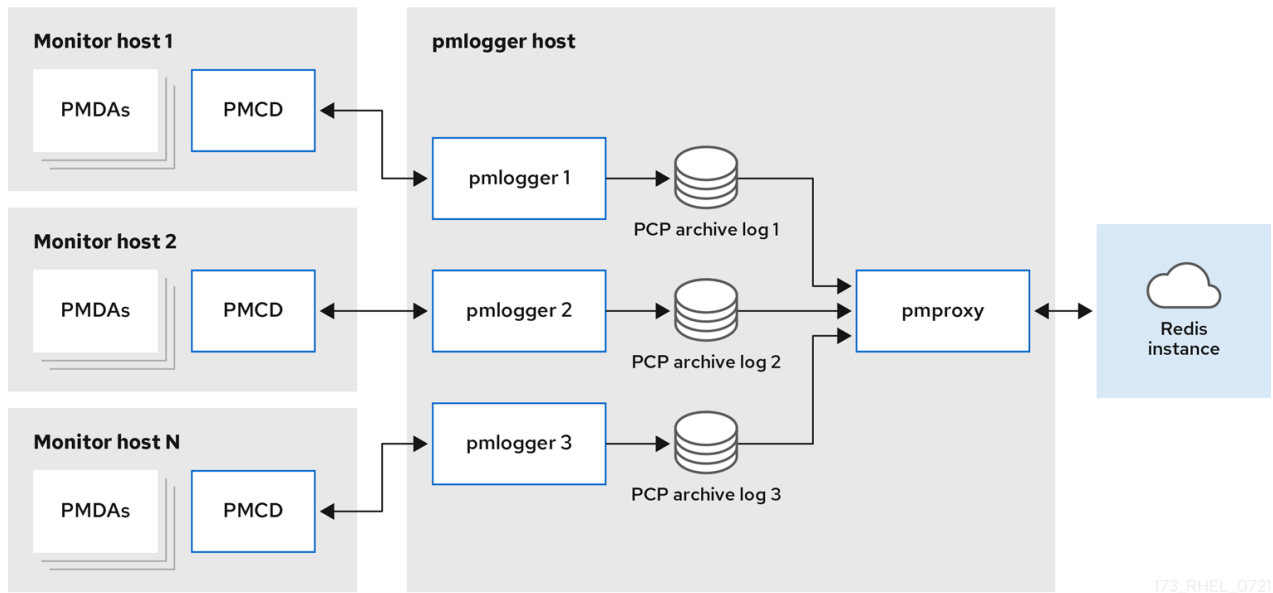 Monitor host 1
PMDAs
PMCD
Monitor host 2
PMDAs
PMCD
Monitor host N
PMDAs
PMCD
pmlogger host
pmlogger 1
PCP archive log 1
pmlogger 2
PCP archive log 2
pmlogger 3
PCP archive log 3
pmproxy
Redis
instance
173_RHEL_0721